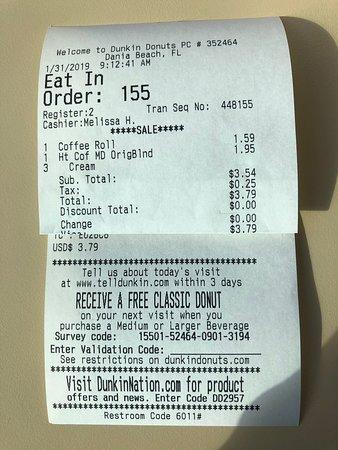 Welcome to Dunkin Donuts PC # 352464
Dania Beach, FL
1/31/2019 9:12:41 AM
Eat In
Order: 155
Register:2 Tran Seq No: 448155
Cashier:Melissa H.
*****SALE*****
1 Coffee Roll 1.59
1 Ht Cof MD OrigBlnd 1.95
3 Cream
Sub. Total: $3.54
Tax: $0.25
Total: $3.79
Discount Total: $0.00
Change $0.00
$3.79
USD$ 3.79
Tell us about today's visit
at www.telldunkin.com within 3 days
RECEIVE A FREE CLASSIC DONUT
on your next visit when you
purchase a Medium or Larger Beverage
Survey code: 15501-52464-0901-3194
Enter Validation Code:
See restrictions on dunkindonuts.com
Visit DunkinNation.com for product
offers and news. Enter Code DD2957
Restroom Code 6011#